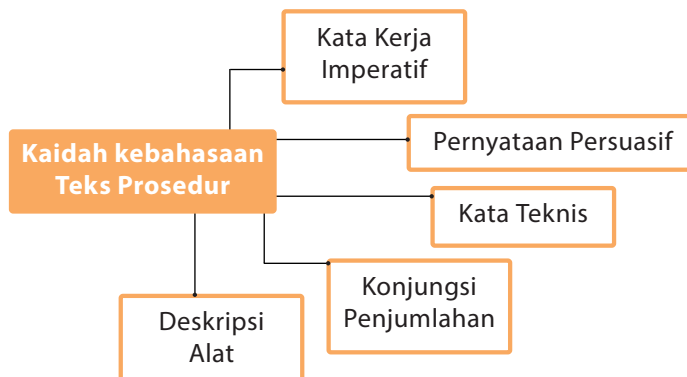 Kata Kerja
Imperatif
Kaidah kebahasaan
Teks Prosedur
Pernyataan Persuasif
Kata Teknis
Konjungsi
Penjumlahan
Deskripsi
Alat